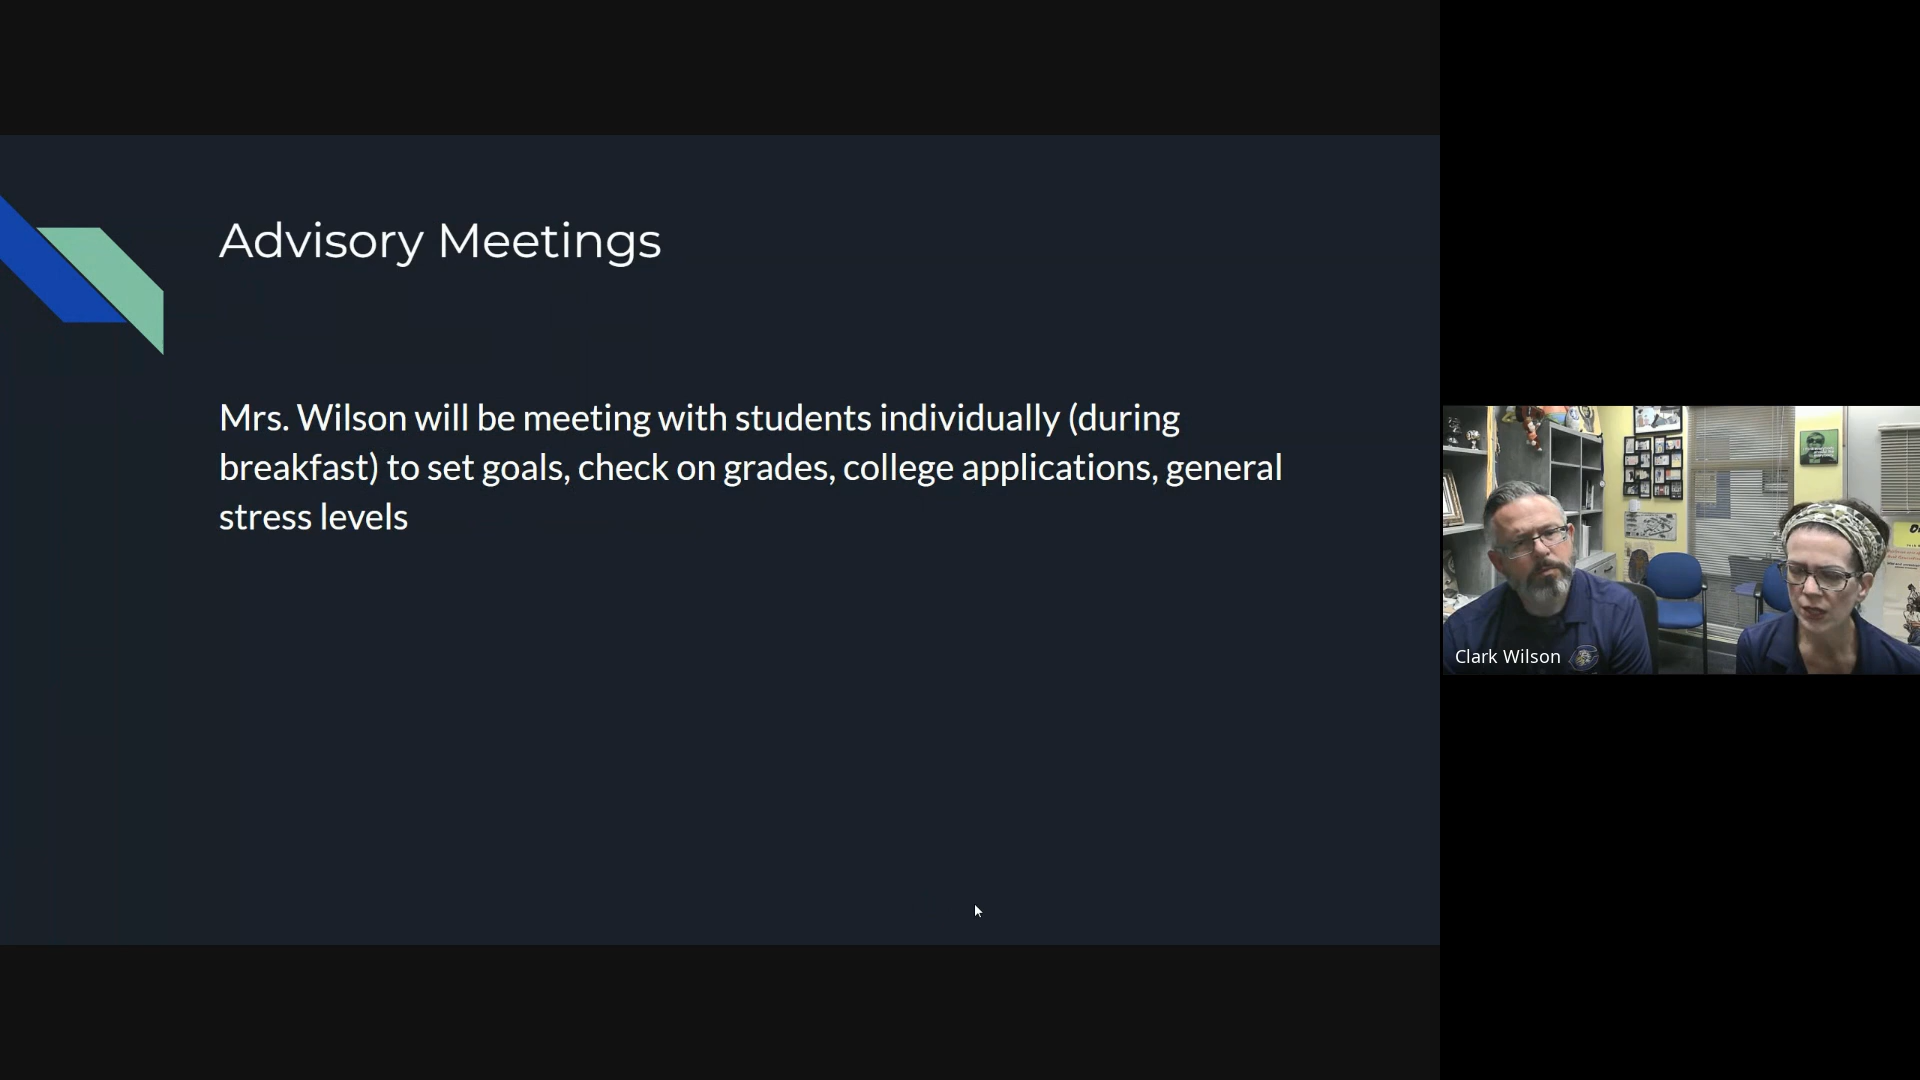 Advisory Meetings
Mrs. Wilson will be meeting with students individually (during
breakfast) to set goals, check on grades, college applications, general
stress levels
Clark Wilson